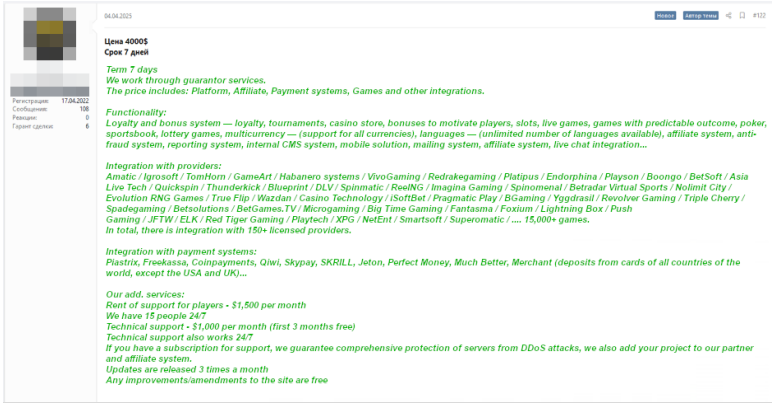 04.04.2025
Новое
Автор темы
#122
Цена 4000$
Срок 7 дней
Регистрация: 17.04.2022
Сообщения: 108
Реакции: 0
Гарант сделки: 6
Term 7 days
We work through guarantor services.
The price includes: Platform, Affiliate, Payment systems, Games and other integrations.
Functionality:
Loyalty and bonus system — loyalty, tournaments, casino store, bonuses to motivate players, slots, live games, games with predictable outcome, poker,
sportsbook, lottery games, multicurrency — (support for all currencies), languages — (unlimited number of languages available), affiliate system, anti-
fraud system, reporting system, internal CMS system, mobile solution, mailing system, affiliate system, live chat integration...
Integration with providers:
Amatic / Igrosoft / TomHorn / GameArt / Habanero systems / VivoGaming / Redrakegaming / Platipus / Endorphina / Playson / Boongo / BetSoft / Asia
Live Tech / Quickspin / Thunderkick / Blueprint / DLV / Spinmatic / ReelNG / Imagina Gaming / Spinomenal / Betradar Virtual Sports / Nolimit City /
Evolution RNG Games / True Flip / Wazdan / Casino Technology / iSoftBet / Pragmatic Play / BGaming / Yggdrasil / Revolver Gaming / Triple Cherry /
Spadegaming / Betsolutions / BetGames.TV / Microgaming / Big Time Gaming / Fantasma / Foxium / Lightning Box / Push
Gaming / JFTW / ELK / Red Tiger Gaming / Playtech / XPG / NetEnt / Smartsoft / Superomatic / .... 15,000+ games.
In total, there is integration with 150+ licensed providers.
Integration with payment systems:
Piastrix, Freekassa, Coinpayments, Qiwi, Skypay, SKRILL, Jeton, Perfect Money, Much Better, Merchant (deposits from cards of all countries of the
world, except the USA and UK)...
Our add. services:
Rent of support for players - $1,500 per month
We have 15 people 24/7
Technical support - $1,000 per month (first 3 months free)
Technical support also works 24/7
If you have a subscription for support, we guarantee comprehensive protection of servers from DDoS attacks, we also add your project to our partner
and affiliate system.
Updates are released 3 times a month
Any improvements/amendments to the site are free